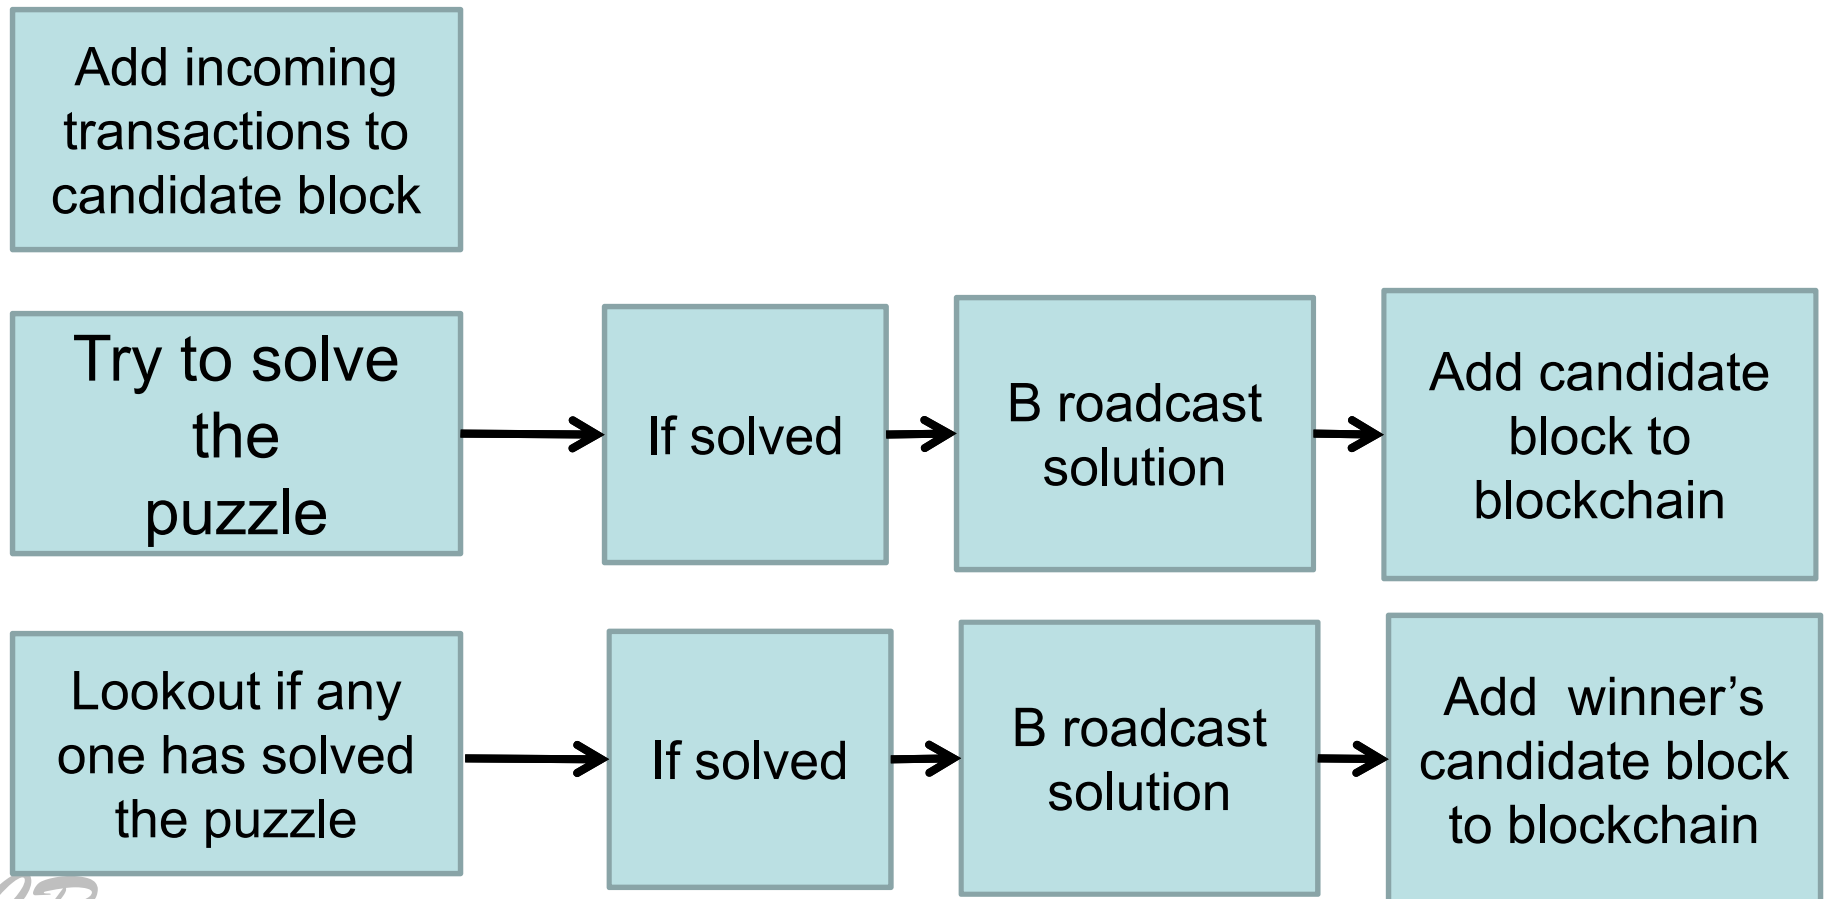 Add incoming
transactions to
candidate block
Try to solve
the
puzzle
If solved
B roadcast
solution
Add candidate
block to
blockchain
Lookout if any
one has solved
the puzzle
If solved
B roadcast
solution
Add  winner’s
candidate block
to blockchain